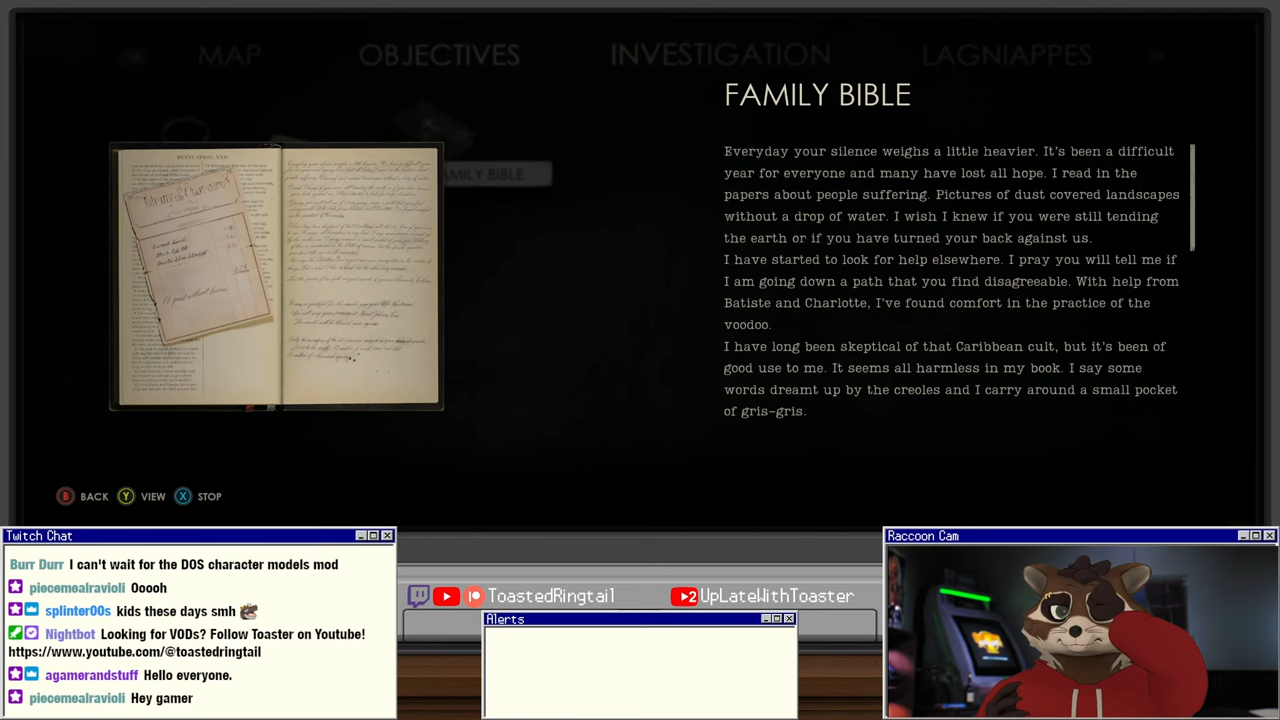 MAP
OBJECTIVES
INVESTIGATION
LAGNIAPPES
FAMILY BIBLE
FAMILY BIBLE
Everyday your silence weighs a little heavier. It's been a difficult
year for everyone and many have lost all hope. I read in the
papers about people suffering. Pictures of dust covered landscapes
without a drop of water. I wish I knew if you were still tending
the earth or if you have turned your back against us.
I have started to look for help elsewhere. I pray you will tell me if
I am going down a path that you find disagreeable. With help from
Batiste and Charlotte, I've found comfort in the practice of the
voodoo.
I have long been skeptical of that Caribbean cult, but it's been of
good use to me. It seems all harmless in my book. I say some
words dreamt up by the creoles and I carry around a small pocket
of gris-gris.
B BACK Y VIEW X STOP
Twitch Chat
Burr Durr I can't wait for the DOS character models mod
piecemealravioli Ooooh
splinter00s kids these days smh
Nightbot Looking for VODs? Follow Toaster on Youtube!
https://www.youtube.com/@toastedringtail
agamerandstuff Hello everyone.
piecemealravioli Hey gamer
ToastedRingtail
2 UpLateWithToaster
Alerts
Raccoon Cam